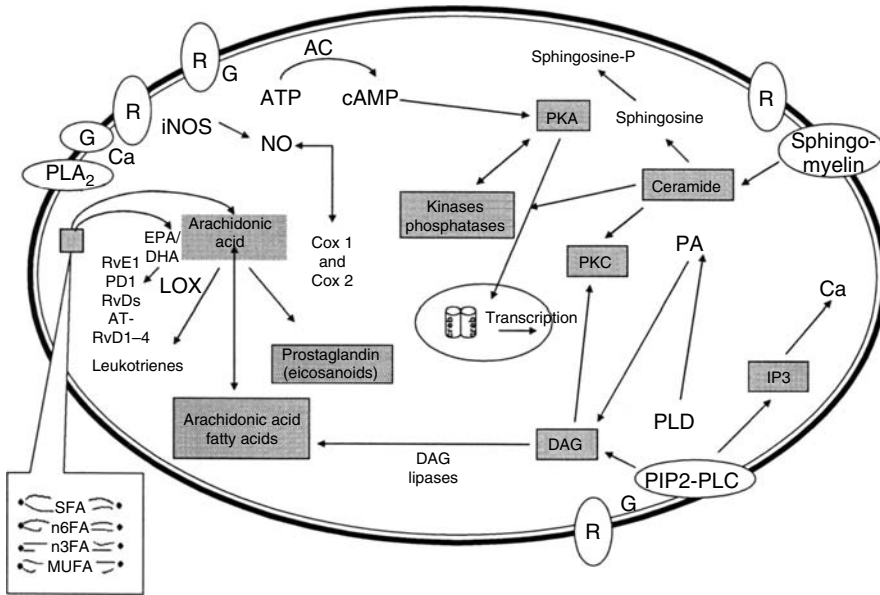 R
G
AC
ATP
cAMP
Sphingosine-P
R
G
Ca
PLA2
iNOS
NO
PKA
Sphingosine
R
Sphingo-
myelin
Ceramide
Kinases
phosphatases
PKC
PA
Ca
Arachidonic
acid
EPA/
DHA
RvE1
PD1
RvDs
AT-
RvD1–4
LOX
Leukotrienes
Cox 1
and
Cox 2
creb
creb
Transcription
Prostaglandin
(eicosanoids)
IP3
Arachidonic acid
fatty acids
DAG
lipases
DAG
PLD
PIP2-PLC
G
R
SFA
n6FA
n3FA
MUFA